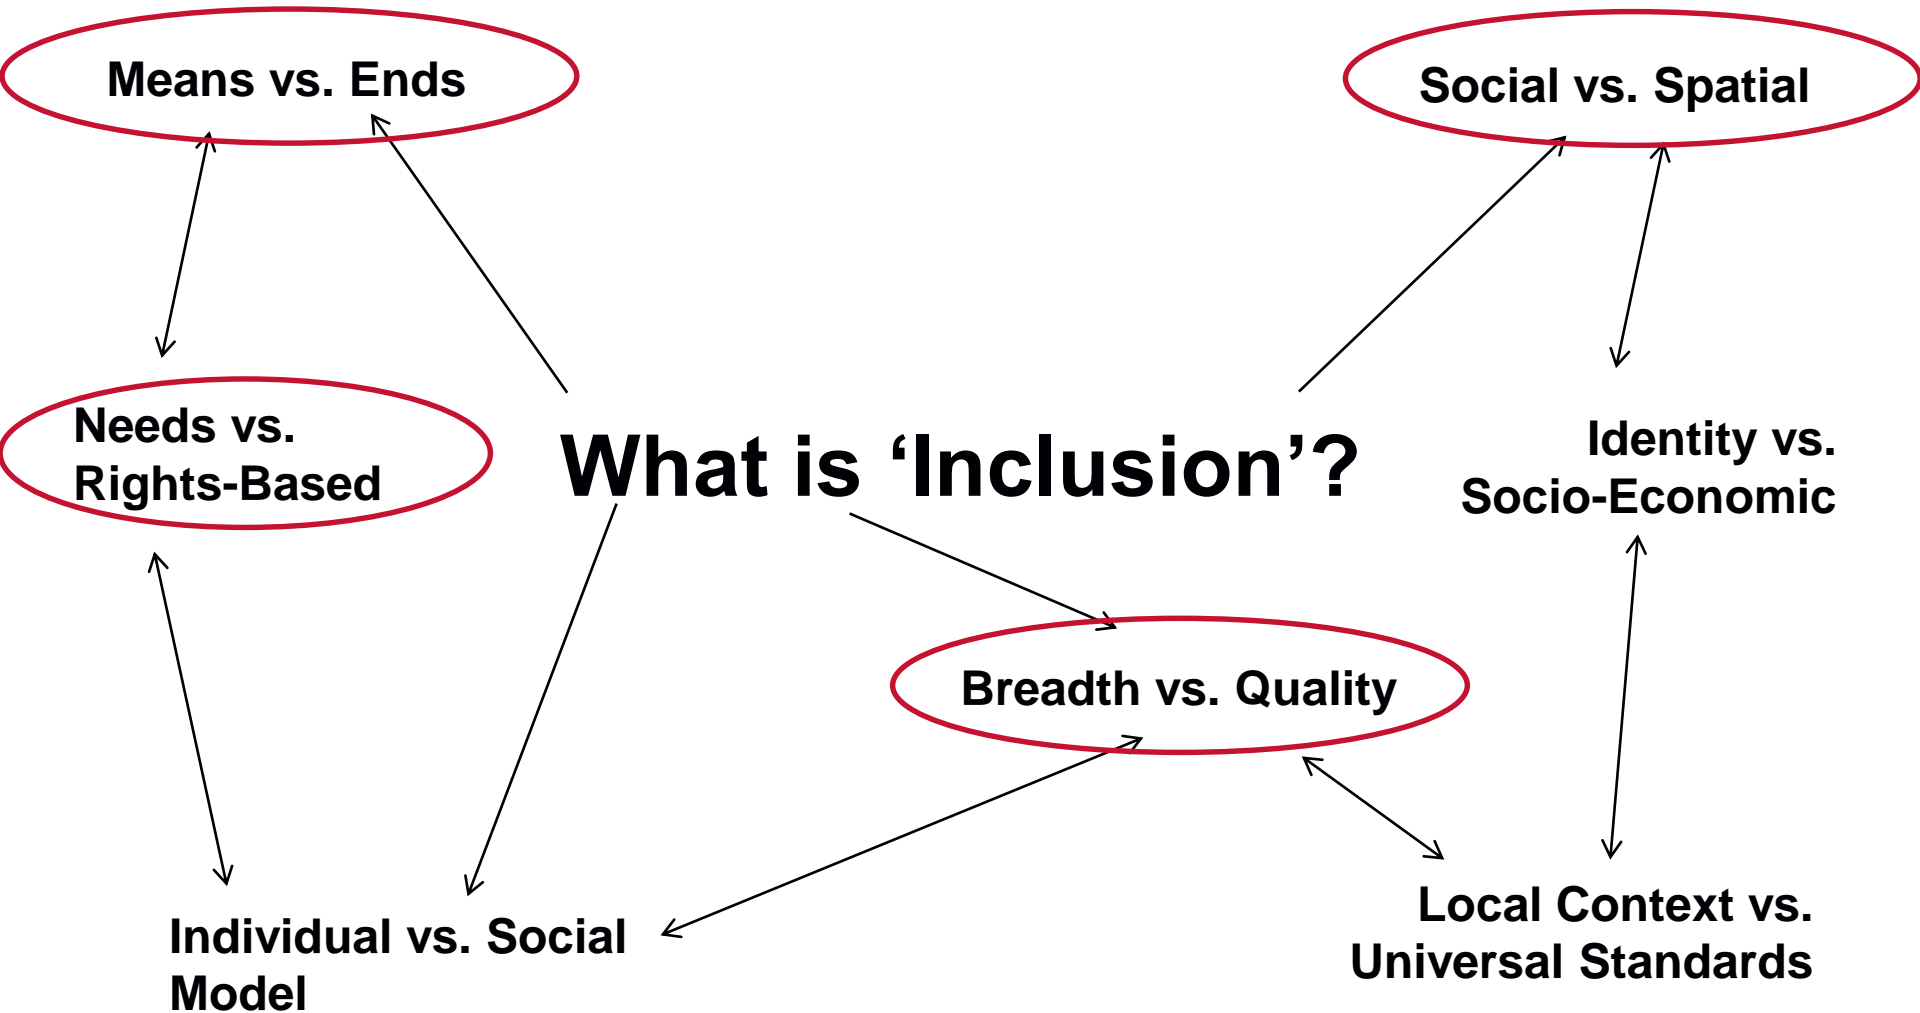 Means vs. Ends
Social vs. Spatial
Needs vs.
Rights-Based
What is ‘Inclusion’?
Identity vs.
Socio-Economic
Breadth vs. Quality
Individual vs. Social
Model
Local Context vs.
Universal Standards